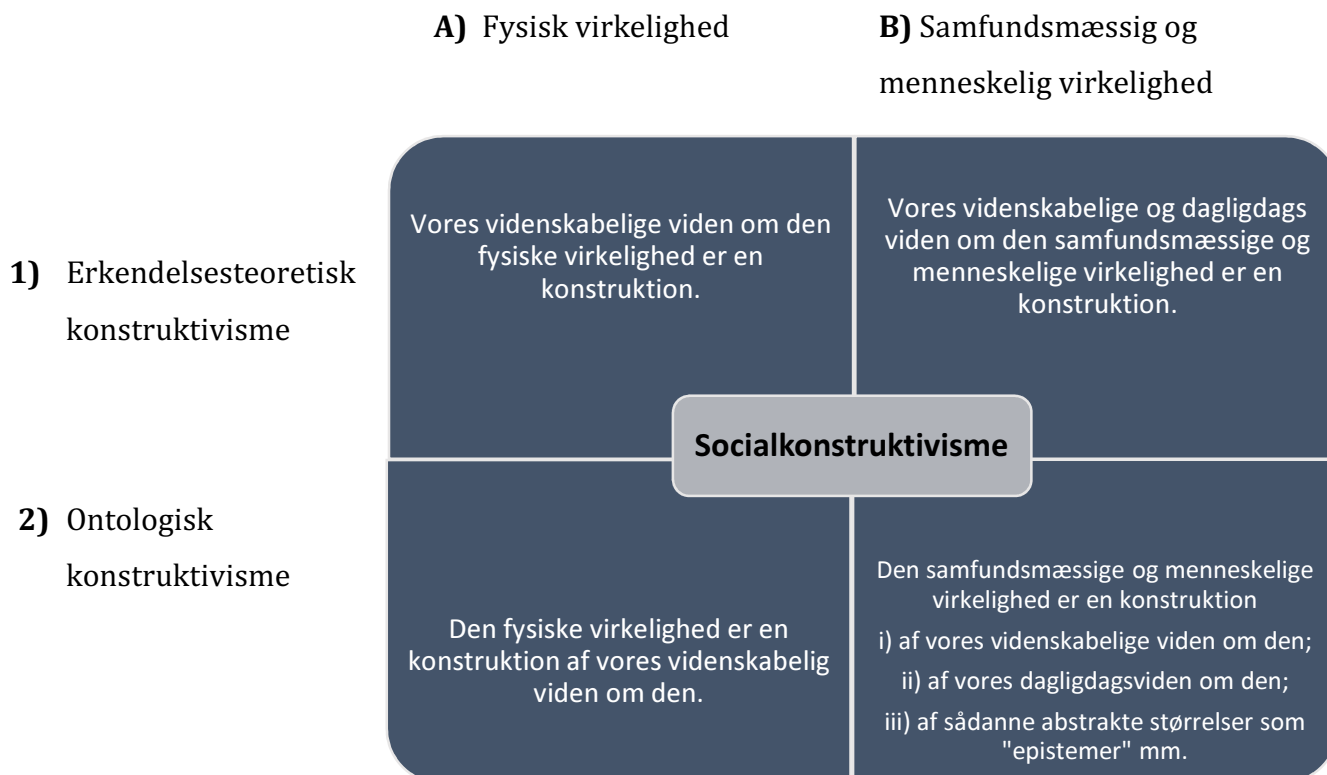 A) Fysisk virkelighed
B) Samfundsmæssig og
menneskelig virkelighed
1) Erkendelsesteoretisk
konstruktivisme
Vores videnskabelige viden om den
fysiske virkelighed er en
konstruktion.
Vores videnskabelige og dagligdags
viden om den samfundsmæssige og
menneskelige virkelighed er en
konstruktion.
Socialkonstruktivisme
2) Ontologisk
konstruktivisme
Den fysiske virkelighed er en
konstruktion af vores videnskabelig
viden om den.
Den samfundsmæssige og menneskelige
virkelighed er en konstruktion
i) af vores videnskabelige viden om den;
ii) af vores dagligdagsviden om den;
iii) af sådanne abstrakte størrelser som
"epistemer" mm.